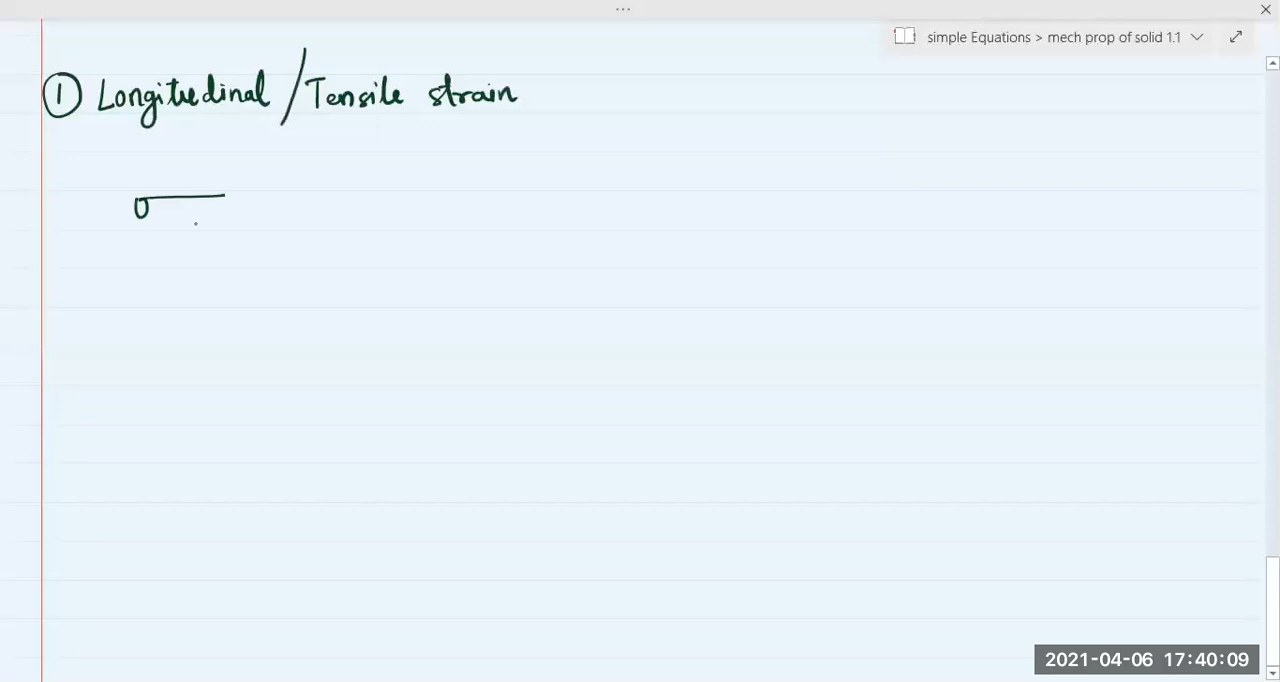 ...
simple Equations > mech prop of solid 1.1
① Longitudinal / Tensile strain
2021-04-06 17:40:09